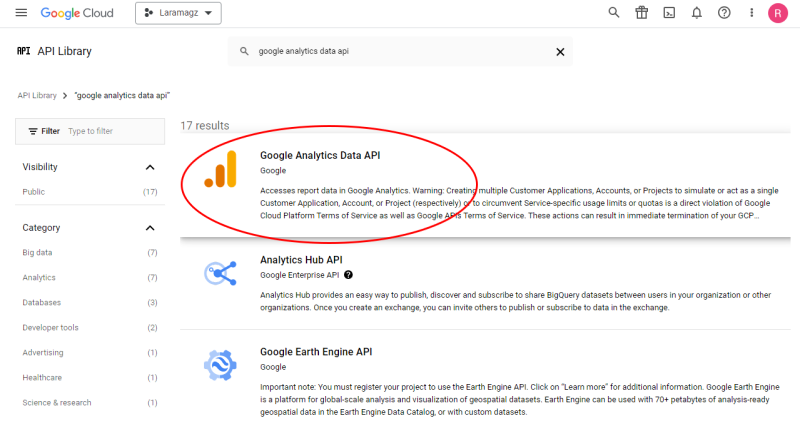 Google Cloud
Laramagz
R
API API Library
google analytics data api
API Library > "google analytics data api"
17 results
Filter Type to filter
Visibility
Public (17)
Category
Big data (7)
Analytics (7)
Databases (3)
Developer tools (2)
Advertising (1)
Healthcare (1)
Science & research (1)
Google Analytics Data API
Google
Accesses report data in Google Analytics. Warning: Creating multiple Customer Applications, Accounts, or Projects to simulate or act as a single
Customer Application, Account, or Project (respectively) or to circumvent Service-specific usage limits or quotas is a direct violation of Google
Cloud Platform Terms of Service as well as Google APIs Terms of Service. These actions can result in immediate termination of your GCP...
Analytics Hub API
Google Enterprise API
Analytics Hub provides an easy way to publish, discover and subscribe to share BigQuery datasets between users in your organization or other
organizations. Once you create an exchange, you can invite others to publish or subscribe to data in the exchange.
Google Earth Engine API
Google
Important note: You must register your project to use the Earth Engine API. Click on "Learn more" for additional information. Google Earth Engine
is a platform for global-scale analysis and visualization of geospatial datasets. Earth Engine can be used with 70+ petabytes of analysis-ready
geospatial data in the Earth Engine Data Catalog, or with custom datasets.